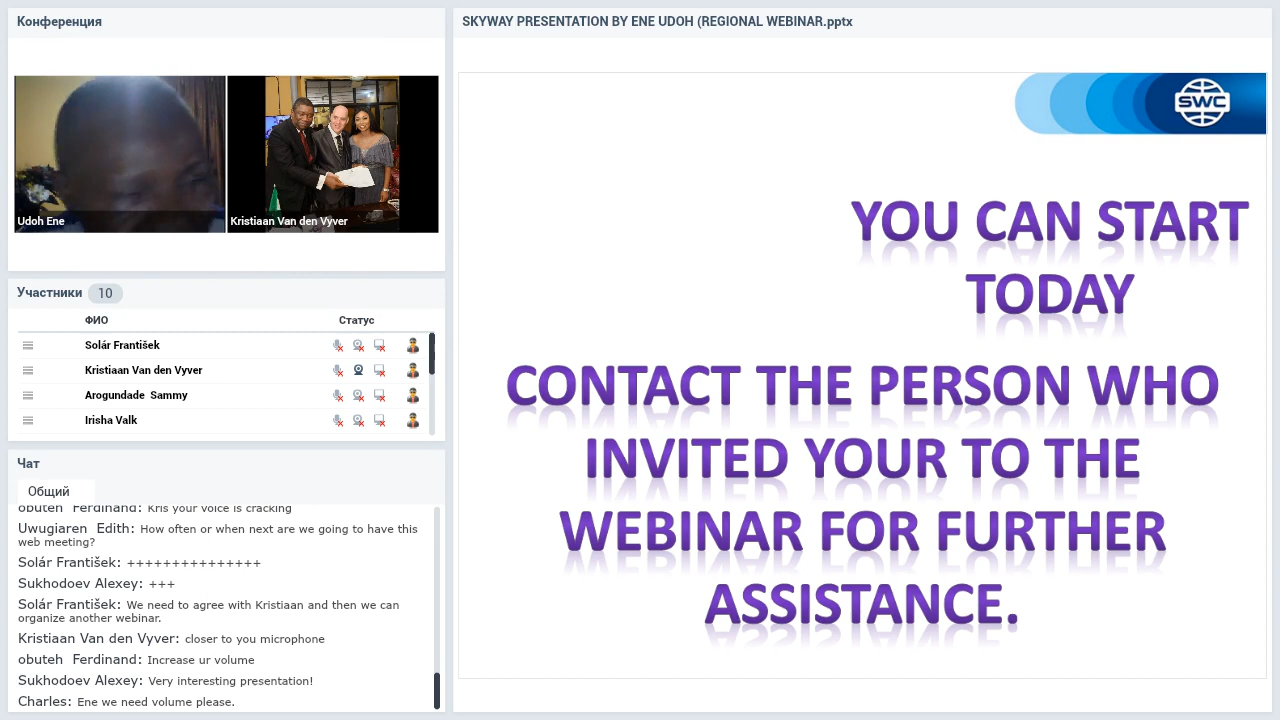 Конференция
Udoh Ene
Kristiaan Van den Vyver
Участники 10
ФИО Статус
Solár František
Kristiaan Van den Vyver
Arogundade Sammy
Irisha Valk
Чат
Общий
obuten Ferdinand: Kris your voice is cracking
Uwugiaren Edith: How often or when next are we going to have this
web meeting?
Solár František: +++++++++++++++
Sukhodoev Alexey: +++
Solár František: We need to agree with Kristiaan and then we can
organize another webinar.
Kristiaan Van den Vyver: closer to you microphone
obuteh Ferdinand: Increase ur volume
Sukhodoev Alexey: Very interesting presentation!
Charles: Ene we need volume please.
SKYWAY PRESENTATION BY ENE UDOH (REGIONAL WEBINAR.pptx
SWC
YOU CAN START
TODAY
CONTACT THE PERSON WHO
INVITED YOUR TO THE
WEBINAR FOR FURTHER
ASSISTANCE.